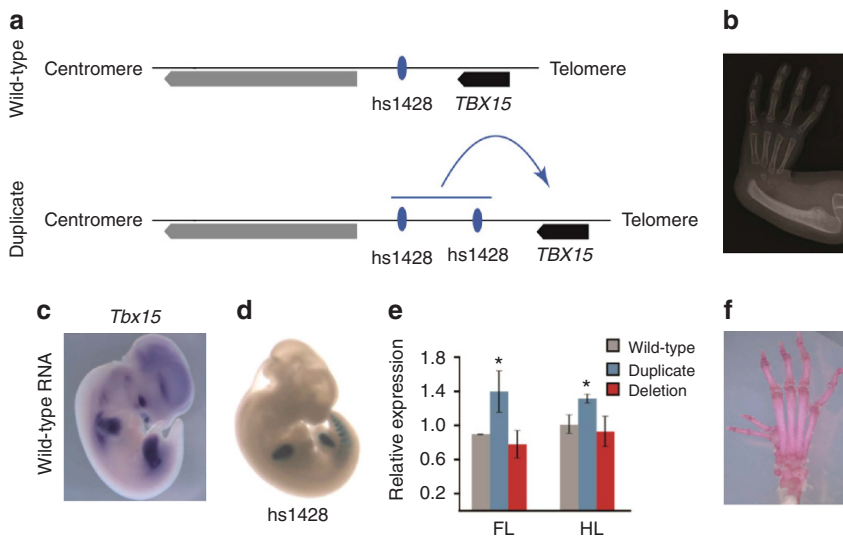 a
Wild-type
Centromere
Telomere
hs1428
TBX15
Duplicate
Centromere
Telomere
hs1428
hs1428
TBX15
b
c
Tbx15
Wild-type RNA
d
hs1428
e
Relative expression
1.8
1.4
1.0
0.6
0.2
*
*
FL
HL
Wild-type
Duplicate
Deletion
f